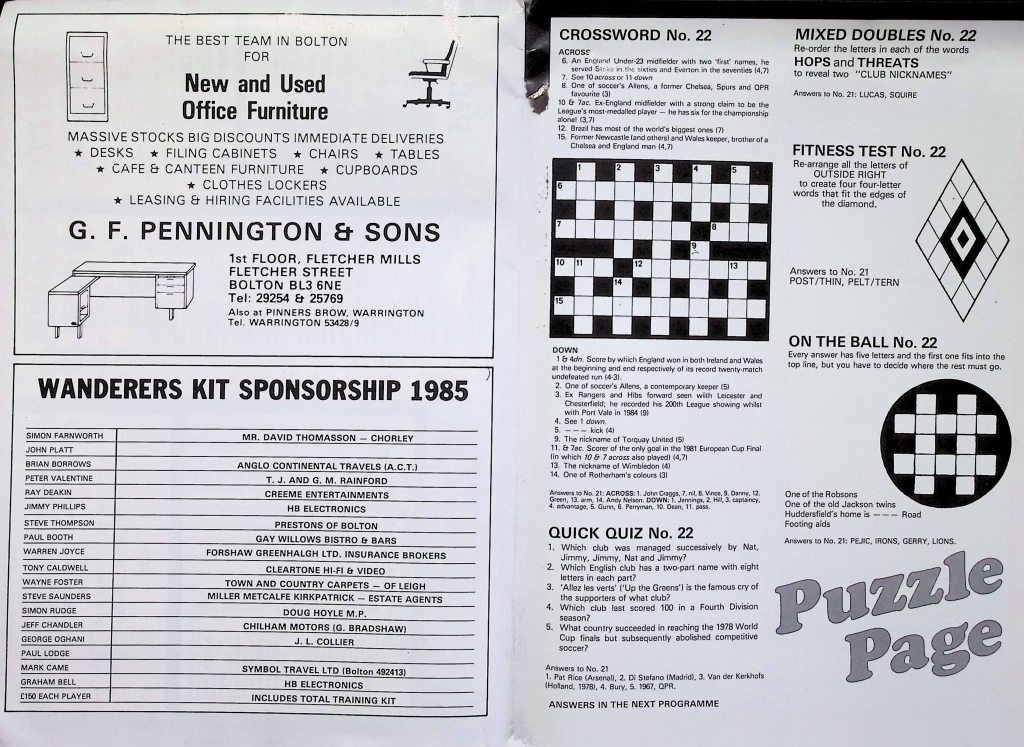 THE BEST TEAM IN BOLTON
FOR
New and Used
Office Furniture
MASSIVE STOCKS BIG DISCOUNTS IMMEDIATE DELIVERIES
★ DESKS ★ FILING CABINETS ★ CHAIRS ★ TABLES
★ CAFE & CANTEEN FURNITURE ★ CUPBOARDS
★ CLOTHES LOCKERS
★ LEASING & HIRING FACILITIES AVAILABLE
G. F. PENNINGTON & SONS
1st FLOOR, FLETCHER MILLS
FLETCHER STREET
BOLTON BL3 6NE
Tel: 29254 & 25769
Also at PINNERS BROW, WARRINGTON
Tel. WARRINGTON 53428/9
WANDERERS KIT SPONSORSHIP 1985
SIMON FARNWORTH MR. DAVID THOMASSON — CHORLEY
JOHN PLATT
BRIAN BORROWS ANGLO CONTINENTAL TRAVELS (A.C.T.)
PETER VALENTINE T. J. AND G. M. RAINFORD
RAY DEAKIN CREEME ENTERTAINMENTS
JIMMY PHILLIPS HB ELECTRONICS
STEVE THOMPSON PRESTONS OF BOLTON
PAUL BOOTH GAY WILLOWS BISTRO & BARS
WARREN JOYCE FORSHAW GREENHALGH LTD. INSURANCE BROKERS
TONY CALDWELL CLEARTONE HI-FI & VIDEO
WAYNE FOSTER TOWN AND COUNTRY CARPETS — OF LEIGH
STEVE SAUNDERS MILLER METCALFE KIRKPATRICK — ESTATE AGENTS
SIMON RUDGE DOUG HOYLE M.P.
JEFF CHANDLER CHILHAM MOTORS (G. BRADSHAW)
GEORGE OGHANI J. L. COLLIER
PAUL LODGE
MARK CAME SYMBOL TRAVEL LTD (Bolton 492413)
GRAHAM BELL HB ELECTRONICS
£150 EACH PLAYER INCLUDES TOTAL TRAINING KIT
CROSSWORD No. 22
ACROSS
6. An England Under-23 midfielder with two 'first' names, he
served Stoke in the sixties and Everton in the seventies (4,7)
7. See 10 across or 11 down
8. One of soccer's Allens, a former Chelsea, Spurs and QPR
favourite (3)
10 & 7ac. Ex-England midfielder with a strong claim to be the
League's most-medalled player — he has six for the championship
alone! (3,7)
12. Brazil has most of the world's biggest ones (7)
15. Former Newcastle (and others) and Wales keeper, brother of a
Chelsea and England man (4,7)
1 2 3 4 5
6
7 8
9
10 11 12 13
14
15
DOWN
1 & 4dn. Score by which England won in both Ireland and Wales
at the beginning and end respectively of its record twenty-match
undefeated run (4-3).
2. One of soccer's Allens, a contemporary keeper (5)
3. Ex Rangers and Hibs forward seen wiith Leicester and
Chesterfield; he recorded his 200th League showing whilst
with Port Vale in 1984 (9)
4. See 1 down.
5. — — — kick (4)
9. The nickname of Torquay United (5)
11. & 7ac. Scorer of the only goal in the 1981 European Cup Final
(in which 10 & 7 across also played) (4,7)
13. The nickname of Wimbledon (4)
14. One of Rotherham's colours (3)
Answers to No. 21: ACROSS: 1. John Craggs, 7. nil, 8. Vince, 9. Danny, 12.
Green, 13. arm, 14. Andy Nelson. DOWN: 1. Jennings, 2. Hill, 3. captaincy,
4. advantage, 5. Gunn, 6. Perryman, 10. Dean, 11. pass.
QUICK QUIZ No. 22
1. Which club was managed successively by Nat,
Jimmy, Jimmy, Nat and Jimmy?
2. Which English club has a two-part name with eight
letters in each part?
3. 'Allez les verts' ('Up the Greens') is the famous cry of
the supporters of what club?
4. Which club last scored 100 in a Fourth Division
season?
5. What country succeeded in reaching the 1978 World
Cup finals but subsequently abolished competitive
soccer?
Answers to No. 21
1. Pat Rice (Arsenal), 2. Di Stefano (Madrid), 3. Van der Kerkhofs
(Holland, 1978), 4. Bury, 5. 1967, QPR.
ANSWERS IN THE NEXT PROGRAMME
MIXED DOUBLES No. 22
Re-order the letters in each of the words
HOPS and THREATS
to reveal two "CLUB NICKNAMES"
Answers to No. 21: LUCAS, SQUIRE
FITNESS TEST No. 22
Re-arrange all the letters of
OUTSIDE RIGHT
to create four four-letter
words that fit the edges of
the diamond.
Answers to No. 21
POST/THIN, PELT/TERN
ON THE BALL No. 22
Every answer has five letters and the first one fits into the
top line, but you have to decide where the rest must go.
One of the Robsons
One of the old Jackson twins
Huddersfield's home is — — — Road
Footing aids
Answers to No. 21: PEJIC, IRONS, GERRY, LIONS.
Puzzle
Page